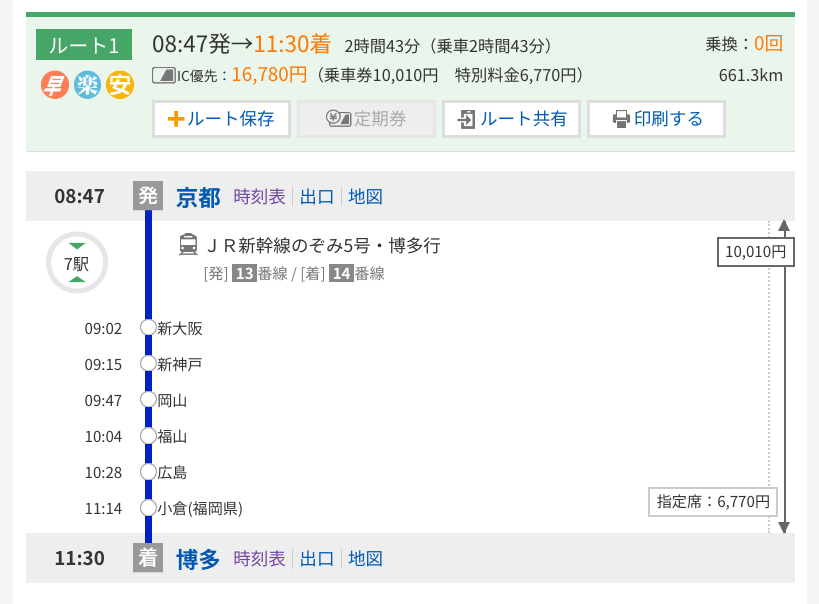 ルート1
08:47発→11:30着 2時間43分（乗車2時間43分） 乗換：0回
早 楽 安 IC優先：16,780円（乗車券10,010円 特別料金6,770円） 661.3km
ルート保存 定期券 ルート共有 印刷する
08:47 発 京都 時刻表 出口 地図
7駅
ＪＲ新幹線のぞみ5号・博多行
[発] 13番線 / [着] 14番線
10,010円
09:02 新大阪
09:15 新神戸
09:47 岡山
10:04 福山
10:28 広島
11:14 小倉(福岡県)
指定席：6,770円
11:30 着 博多 時刻表 出口 地図